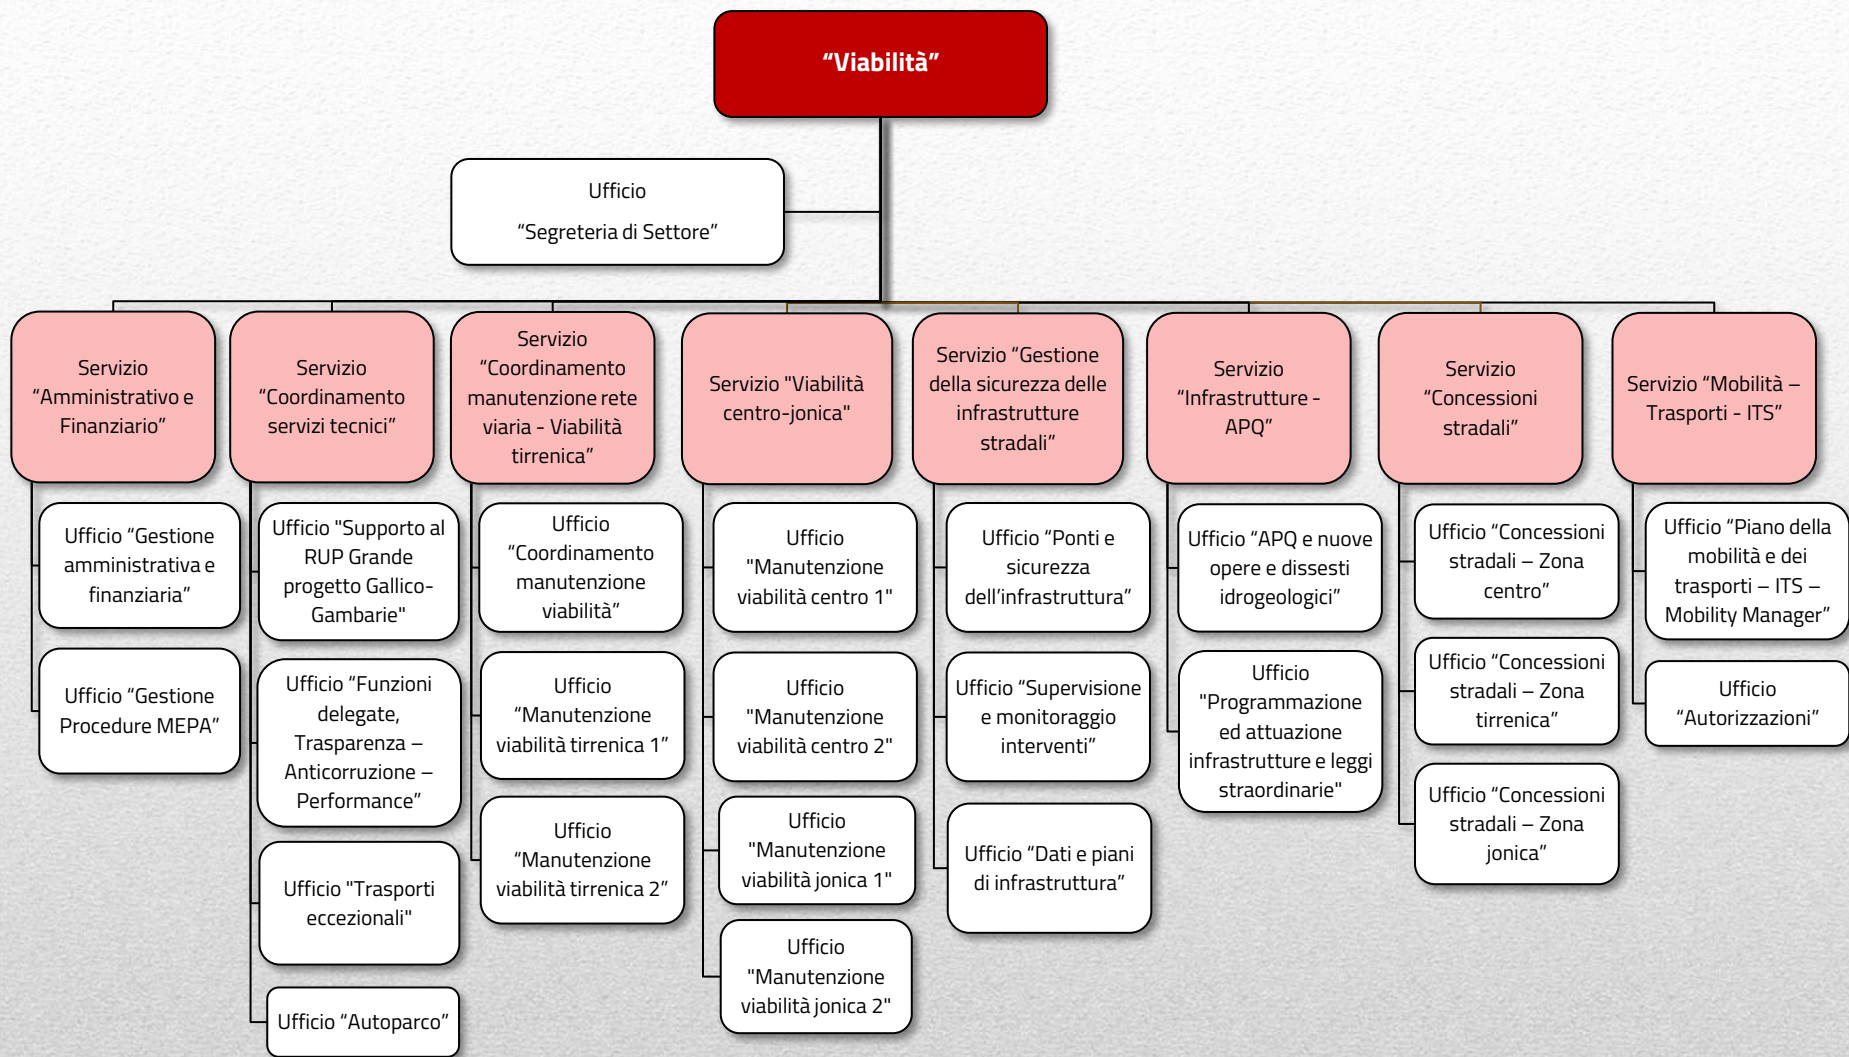 “Viabilità”
Ufficio
“Segreteria di Settore”
Servizio
“Amministrativo e
Finanziario”
Ufficio “Gestione
amministrativa e
finanziaria”
Ufficio “Gestione
Procedure MEPA”
Servizio
“Coordinamento
servizi tecnici”
Ufficio "Supporto al
RUP Grande
progetto Gallico-
Gambarie"
Ufficio “Funzioni
delegate,
Trasparenza –
Anticorruzione –
Performance”
Ufficio "Trasporti
eccezionali"
Ufficio “Autoparco”
Servizio
“Coordinamento
manutenzione rete
viaria - Viabilità
tirrenica”
Ufficio
“Coordinamento
manutenzione
viabilità”
Ufficio
“Manutenzione
viabilità tirrenica 1”
Ufficio
“Manutenzione
viabilità tirrenica 2”
Servizio "Viabilità
centro-jonica"
Ufficio
"Manutenzione
viabilità centro 1"
Ufficio
"Manutenzione
viabilità centro 2"
Ufficio
"Manutenzione
viabilità jonica 1"
Ufficio
"Manutenzione
viabilità jonica 2"
Servizio “Gestione
della sicurezza delle
infrastrutture
stradali”
Ufficio “Ponti e
sicurezza
dell’infrastruttura”
Ufficio “Supervisione
e monitoraggio
interventi”
Ufficio “Dati e piani
di infrastruttura”
Servizio
“Infrastrutture -
APQ”
Ufficio “APQ e nuove
opere e dissesti
idrogeologici”
Ufficio
"Programmazione
ed attuazione
infrastrutture e leggi
straordinarie"
Servizio
“Concessioni
stradali”
Ufficio “Concessioni
stradali – Zona
centro”
Ufficio “Concessioni
stradali – Zona
tirrenica”
Ufficio “Concessioni
stradali – Zona
jonica”
Servizio “Mobilità –
Trasporti - ITS”
Ufficio “Piano della
mobilità e dei
trasporti – ITS –
Mobility Manager”
Ufficio
“Autorizzazioni”